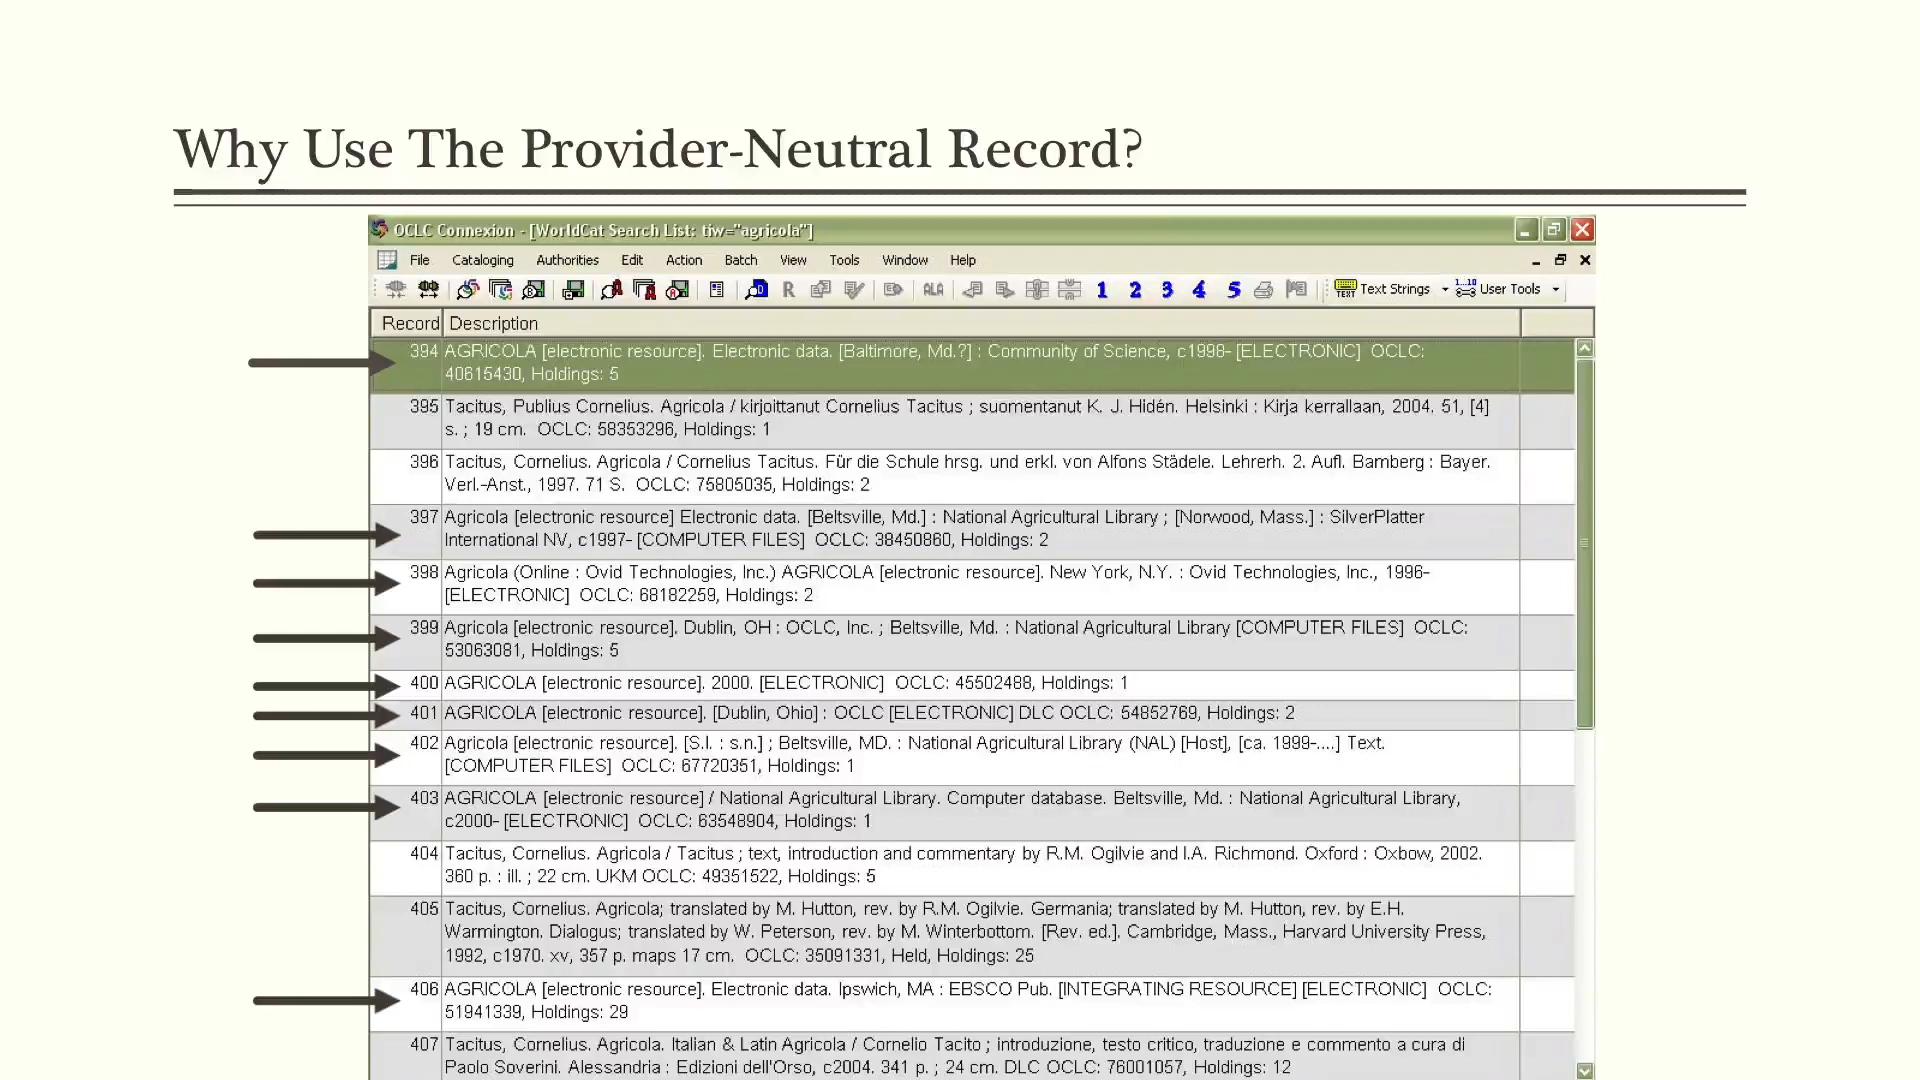 Why Use The Provider-Neutral Record?
OCLC Connexion - [WorldCat Search List: tiw="agricola"]
File Cataloging Authorities Edit Action Batch View Tools Window Help
R ALA 1 2 3 4 5 TEXT Text Strings 1...10 User Tools
Record Description
394 AGRICOLA [electronic resource]. Electronic data. [Baltimore, Md.?] : Community of Science, c1998- [ELECTRONIC] OCLC:
40615430, Holdings: 5
395 Tacitus, Publius Cornelius. Agricola / kirjoittanut Cornelius Tacitus ; suomentanut K. J. Hidén. Helsinki : Kirja kerrallaan, 2004. 51, [4]
s. ; 19 cm. OCLC: 58353296, Holdings: 1
396 Tacitus, Cornelius. Agricola / Cornelius Tacitus. Für die Schule hrsg. und erkl. von Alfons Städele. Lehrerh. 2. Aufl. Bamberg : Bayer.
Verl.-Anst., 1997. 71 S. OCLC: 75805035, Holdings: 2
397 Agricola [electronic resource] Electronic data. [Beltsville, Md.] : National Agricultural Library ; [Norwood, Mass.] : SilverPlatter
International NV, c1997- [COMPUTER FILES] OCLC: 38450860, Holdings: 2
398 Agricola (Online : Ovid Technologies, Inc.) AGRICOLA [electronic resource]. New York, N.Y. : Ovid Technologies, Inc., 1996-
[ELECTRONIC] OCLC: 68182259, Holdings: 2
399 Agricola [electronic resource]. Dublin, OH : OCLC, Inc. ; Beltsville, Md. : National Agricultural Library [COMPUTER FILES] OCLC:
53063081, Holdings: 5
400 AGRICOLA [electronic resource]. 2000. [ELECTRONIC] OCLC: 45502488, Holdings: 1
401 AGRICOLA [electronic resource]. [Dublin, Ohio] : OCLC [ELECTRONIC] DLC OCLC: 54852769, Holdings: 2
402 Agricola [electronic resource]. [S.l. : s.n.] ; Beltsville, MD. : National Agricultural Library (NAL) [Host], [ca. 1999-....] Text.
[COMPUTER FILES] OCLC: 67720351, Holdings: 1
403 AGRICOLA [electronic resource] / National Agricultural Library. Computer database. Beltsville, Md. : National Agricultural Library,
c2000- [ELECTRONIC] OCLC: 63548904, Holdings: 1
404 Tacitus, Cornelius. Agricola / Tacitus ; text, introduction and commentary by R.M. Ogilvie and I.A. Richmond. Oxford : Oxbow, 2002.
360 p. : ill. ; 22 cm. UKM OCLC: 49351522, Holdings: 5
405 Tacitus, Cornelius. Agricola; translated by M. Hutton, rev. by R.M. Ogilvie. Germania; translated by M. Hutton, rev. by E.H.
Warmington. Dialogus; translated by W. Peterson, rev. by M. Winterbottom. [Rev. ed.]. Cambridge, Mass., Harvard University Press,
1992, c1970. xv, 357 p. maps 17 cm. OCLC: 35091331, Held, Holdings: 25
406 AGRICOLA [electronic resource]. Electronic data. Ipswich, MA : EBSCO Pub. [INTEGRATING RESOURCE] [ELECTRONIC] OCLC:
51941339, Holdings: 29
407 Tacitus, Cornelius. Agricola. Italian & Latin Agricola / Cornelio Tacito ; introduzione, testo critico, traduzione e commento a cura di
Paolo Soverini. Alessandria : Edizioni dell'Orso, c2004. 341 p. ; 24 cm. DLC OCLC: 76001057, Holdings: 12